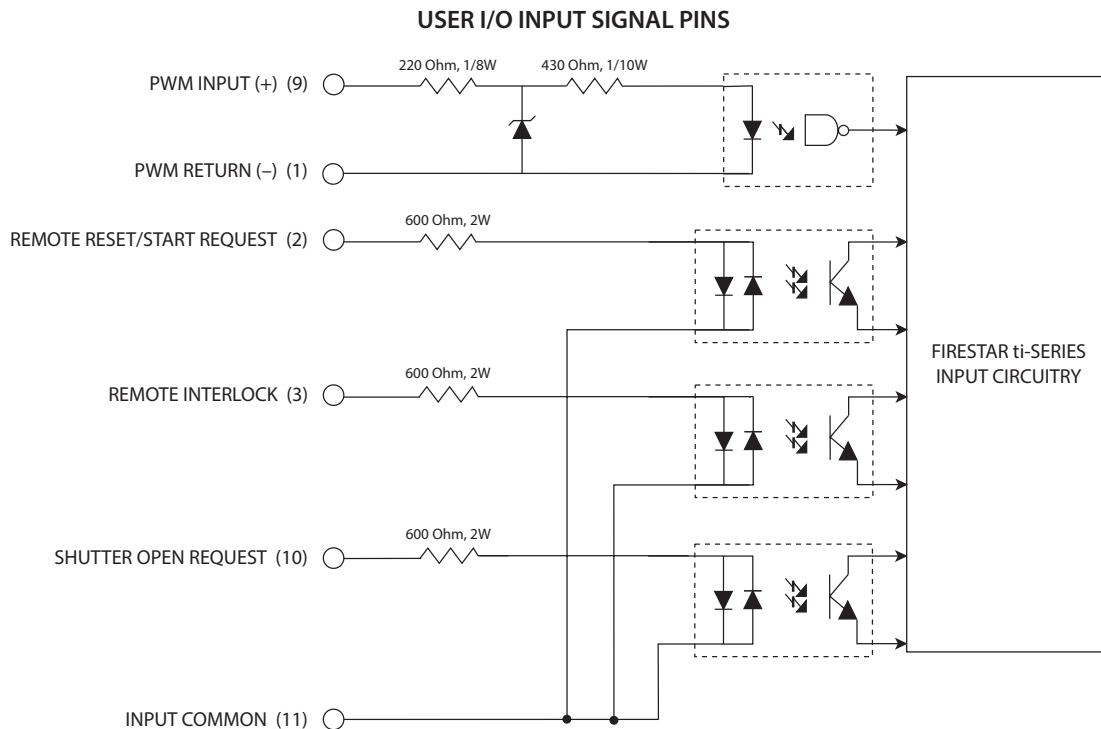 USER I/O INPUT SIGNAL PINS
220 Ohm, 1/8W
430 Ohm, 1/10W
PWM INPUT (+) (9)
PWM RETURN (–) (1)
600 Ohm, 2W
REMOTE RESET/START REQUEST (2)
600 Ohm, 2W
REMOTE INTERLOCK (3)
FIRESTAR ti-SERIES
INPUT CIRCUITRY
600 Ohm, 2W
SHUTTER OPEN REQUEST (10)
INPUT COMMON (11)